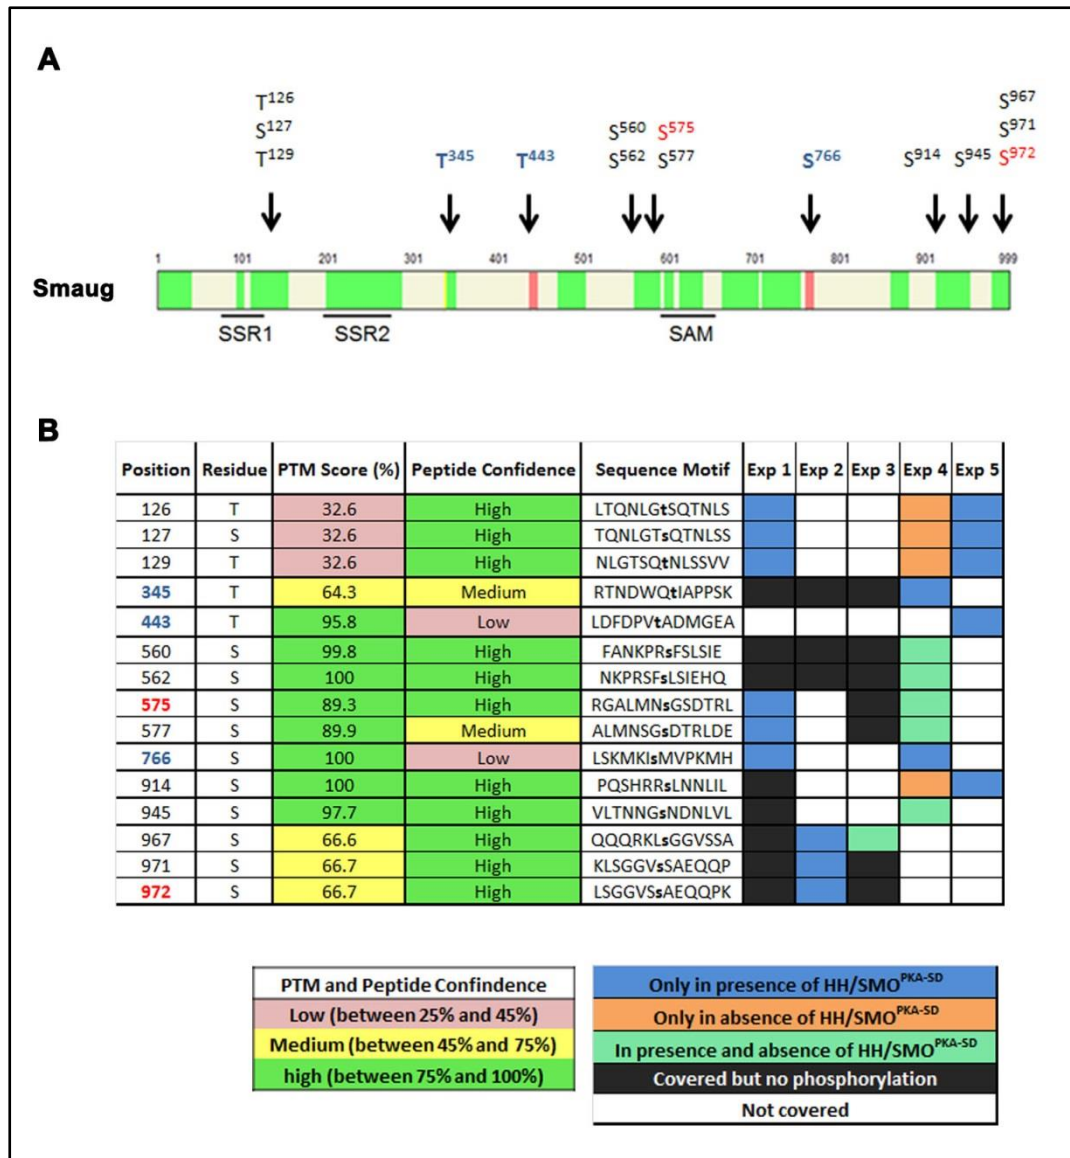 A
T126 S967
S127 S560 S575 S971
T129 T345 T443 S562 S577 S766 S914 S945 S972
1 101 201 301 401 501 601 701 801 901 999
Smaug
SSR1 SSR2 SAM
B
Position Residue PTM Score (%) Peptide Confidence Sequence Motif Exp 1 Exp 2 Exp 3 Exp 4 Exp 5
126 T 32.6 High LTQNLGtSQTNLS
127 S 32.6 High TQNLGTsQTNLSS
129 T 32.6 High NLGTSQtNLSSVV
345 T 64.3 Medium RTNDWQtIAPPSK
443 T 95.8 Low LDFDPVtADMGEA
560 S 99.8 High FANKPRsFSLSIE
562 S 100 High NKPRSFsLSIEHQ
575 S 89.3 High RGALMNsGSDTRL
577 S 89.9 Medium ALMNSGsDTRLDE
766 S 100 Low LSKMKIsMVPKMH
914 S 100 High PQSHRRsLNNLIL
945 S 97.7 High VLTNNGsNDNLVL
967 S 66.6 High QQQRKLsGGVSSA
971 S 66.7 High KLSGGVsSAEQQP
972 S 66.7 High LSGGVSsAEQQPK
PTM and Peptide Confindence
Low (between 25% and 45%)
Medium (between 45% and 75%)
high (between 75% and 100%)
Only in presence of HH/SMOPKA-SD
Only in absence of HH/SMOPKA-SD
In presence and absence of HH/SMOPKA-SD
Covered but no phosphorylation
Not covered